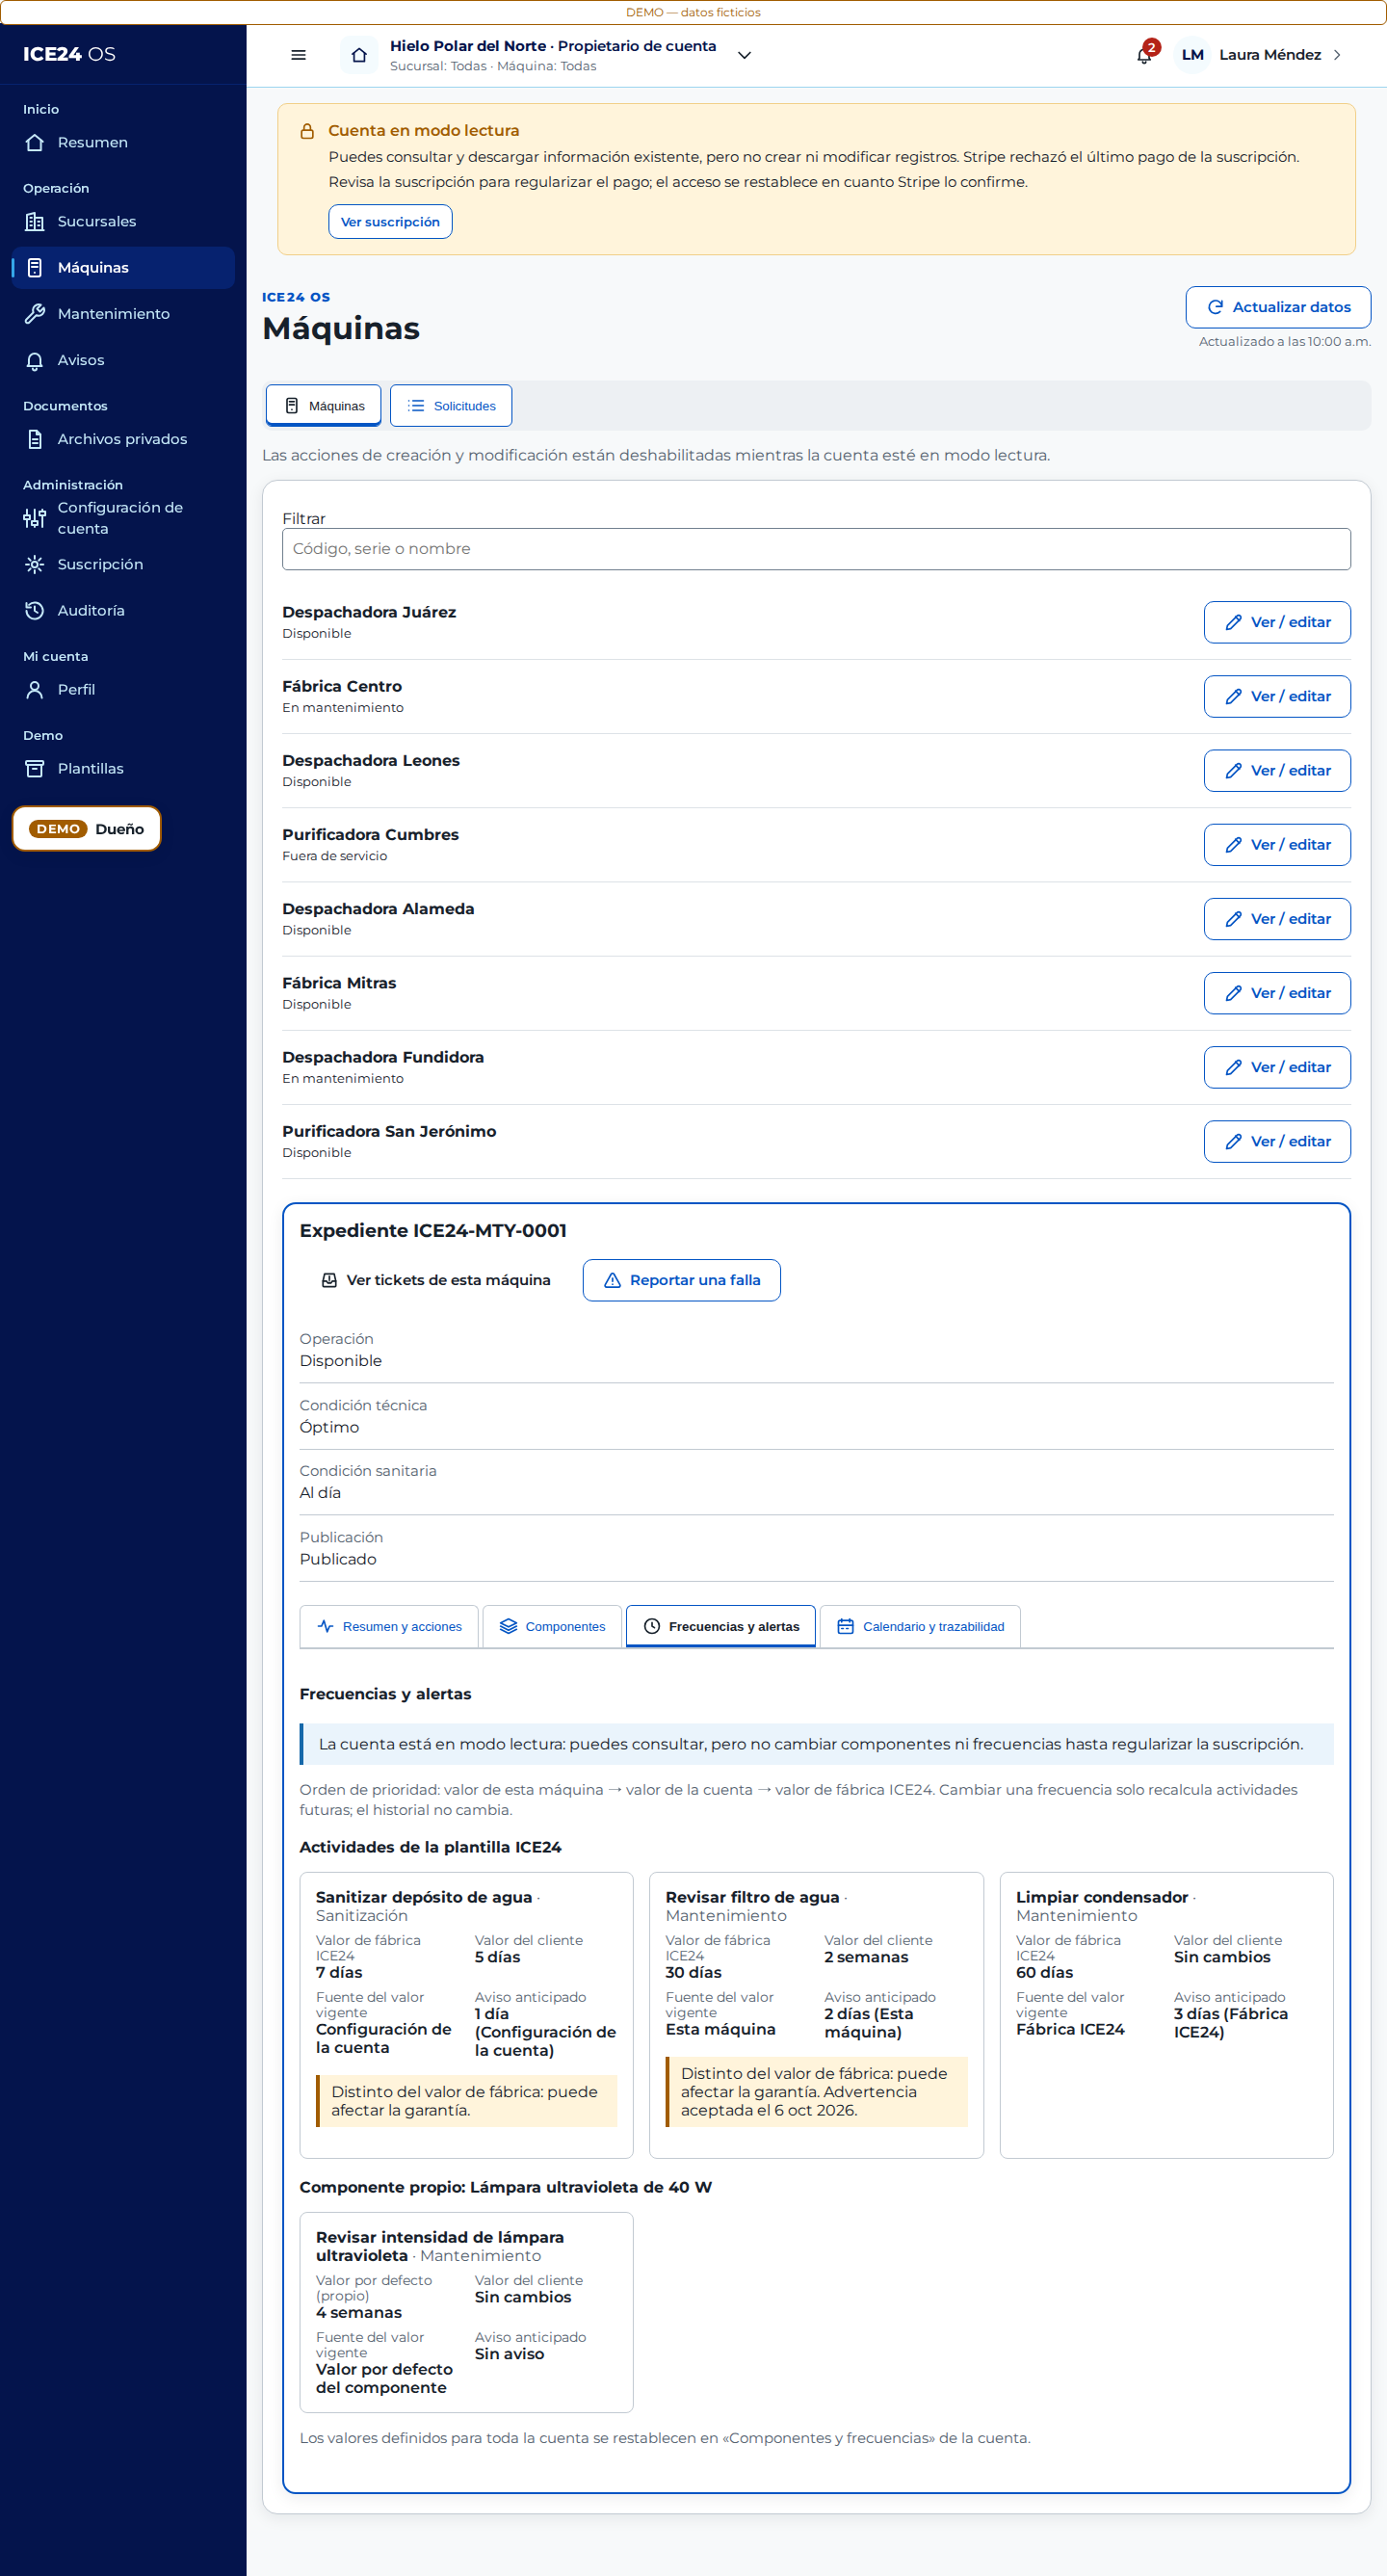 DEMO — datos ficticios
ICE24 OS
Inicio
Resumen
Operación
Sucursales
Máquinas
Mantenimiento
Avisos
Documentos
Archivos privados
Administración
Configuración de
cuenta
Suscripción
Auditoría
Mi cuenta
Perfil
Demo
Plantillas
DEMO Dueño
Hielo Polar del Norte · Propietario de cuenta
Sucursal: Todas · Máquina: Todas
2
LM Laura Méndez
Cuenta en modo lectura
Puedes consultar y descargar información existente, pero no crear ni modificar registros. Stripe rechazó el último pago de la suscripción.
Revisa la suscripción para regularizar el pago; el acceso se restablece en cuanto Stripe lo confirme.
Ver suscripción
ICE24 OS
Máquinas
Actualizar datos
Actualizado a las 10:00 a.m.
Máquinas
Solicitudes
Las acciones de creación y modificación están deshabilitadas mientras la cuenta esté en modo lectura.
Filtrar
Código, serie o nombre
Despachadora Juárez
Disponible
Ver / editar
Fábrica Centro
En mantenimiento
Ver / editar
Despachadora Leones
Disponible
Ver / editar
Purificadora Cumbres
Fuera de servicio
Ver / editar
Despachadora Alameda
Disponible
Ver / editar
Fábrica Mitras
Disponible
Ver / editar
Despachadora Fundidora
En mantenimiento
Ver / editar
Purificadora San Jerónimo
Disponible
Ver / editar
Expediente ICE24-MTY-0001
Ver tickets de esta máquina
Reportar una falla
Operación
Disponible
Condición técnica
Óptimo
Condición sanitaria
Al día
Publicación
Publicado
Resumen y acciones
Componentes
Frecuencias y alertas
Calendario y trazabilidad
Frecuencias y alertas
La cuenta está en modo lectura: puedes consultar, pero no cambiar componentes ni frecuencias hasta regularizar la suscripción.
Orden de prioridad: valor de esta máquina → valor de la cuenta → valor de fábrica ICE24. Cambiar una frecuencia solo recalcula actividades
futuras; el historial no cambia.
Actividades de la plantilla ICE24
Sanitizar depósito de agua ·
Sanitización
Valor de fábrica
ICE24
7 días
Valor del cliente
5 días
Fuente del valor
vigente
Configuración de
la cuenta
Aviso anticipado
1 día
(Configuración de
la cuenta)
Distinto del valor de fábrica: puede
afectar la garantía.
Revisar filtro de agua ·
Mantenimiento
Valor de fábrica
ICE24
30 días
Valor del cliente
2 semanas
Fuente del valor
vigente
Esta máquina
Aviso anticipado
2 días (Esta
máquina)
Distinto del valor de fábrica: puede
afectar la garantía. Advertencia
aceptada el 6 oct 2026.
Limpiar condensador ·
Mantenimiento
Valor de fábrica
ICE24
60 días
Valor del cliente
Sin cambios
Fuente del valor
vigente
Fábrica ICE24
Aviso anticipado
3 días (Fábrica
ICE24)
Componente propio: Lámpara ultravioleta de 40 W
Revisar intensidad de lámpara
ultravioleta · Mantenimiento
Valor por defecto
(propio)
4 semanas
Valor del cliente
Sin cambios
Fuente del valor
vigente
Valor por defecto
del componente
Aviso anticipado
Sin aviso
Los valores definidos para toda la cuenta se restablecen en «Componentes y frecuencias» de la cuenta.